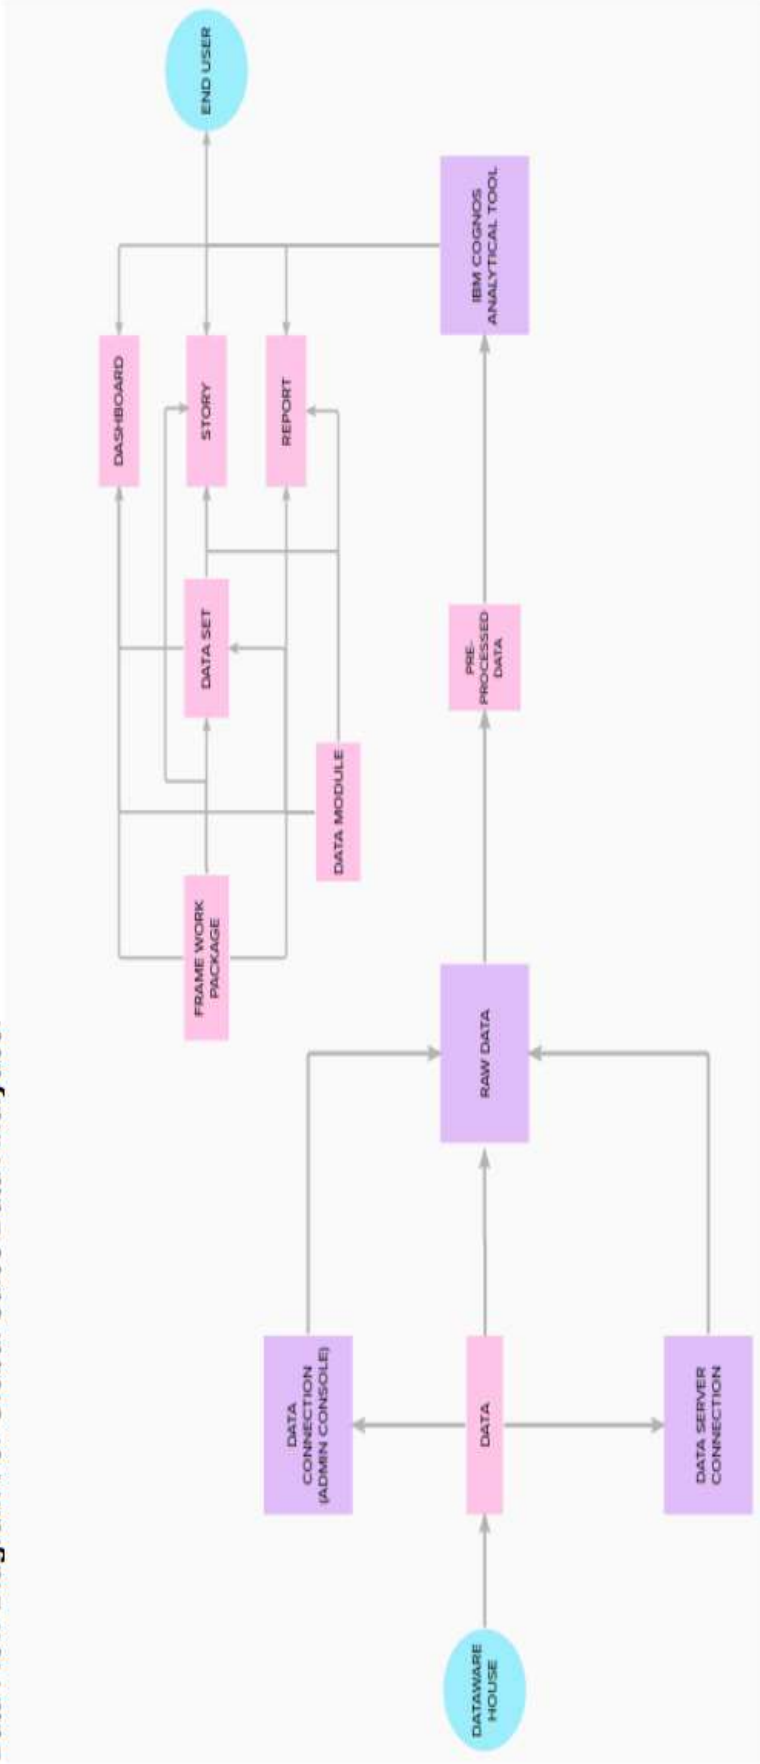 DATAWARE
HOUSE
DATA
CONNECTION
(ADMIN CONSOLE)
DATA
DATA SERVER
CONNECTION
RAW DATA
FRAME WORK
PACKAGE
DATA MODULE
DATA SET
PRE-
PROCESSED
DATA
DASHBOARD
STORY
REPORT
IBM COGNOS
ANALYTICAL TOOL
END USER